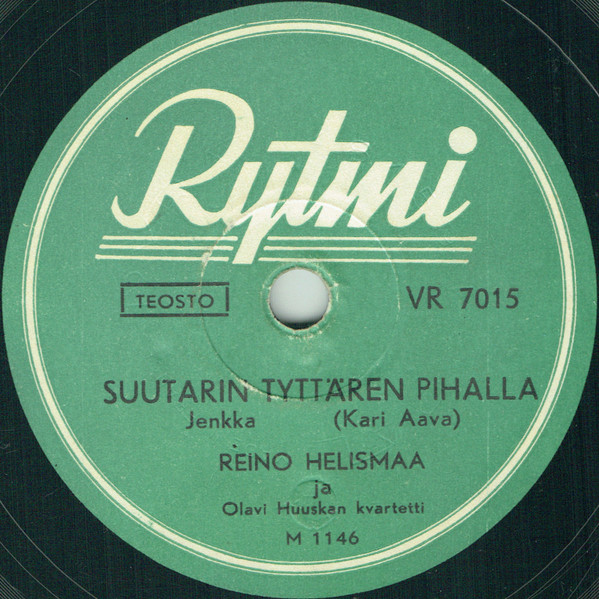 Rytmi
TEOSTO VR 7015
SUUTARIN TYTTÄREN PIHALLA
Jenkka (Kari Aava)
REINO HELISMAA
ja
Olavi Huuskan kvartetti
M 1146